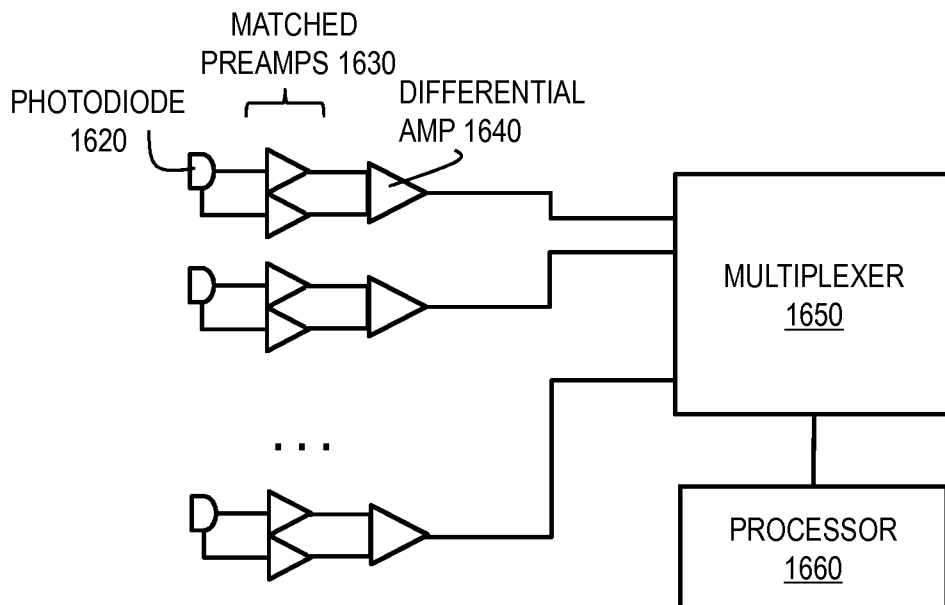 MATCHED
PREAMPS 1630
PHOTODIODE
1620
DIFFERENTIAL
AMP 1640
MULTIPLEXER
1650
. . .
PROCESSOR
1660